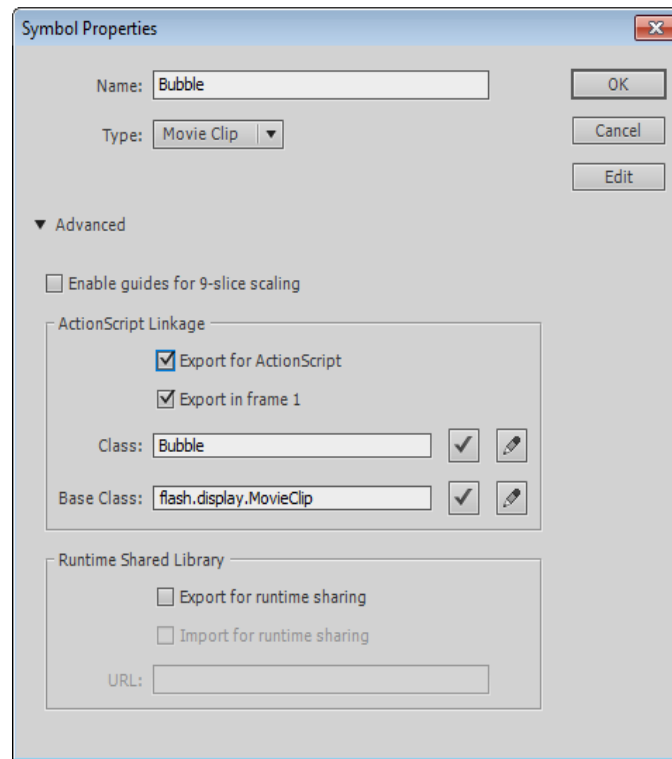 Symbol Properties
Name: Bubble
OK
Type: Movie Clip
Cancel
Edit
Advanced
Enable guides for 9-slice scaling
ActionScript Linkage
Export for ActionScript
Export in frame 1
Class: Bubble
Base Class: flash.display.MovieClip
Runtime Shared Library
Export for runtime sharing
Import for runtime sharing
URL: